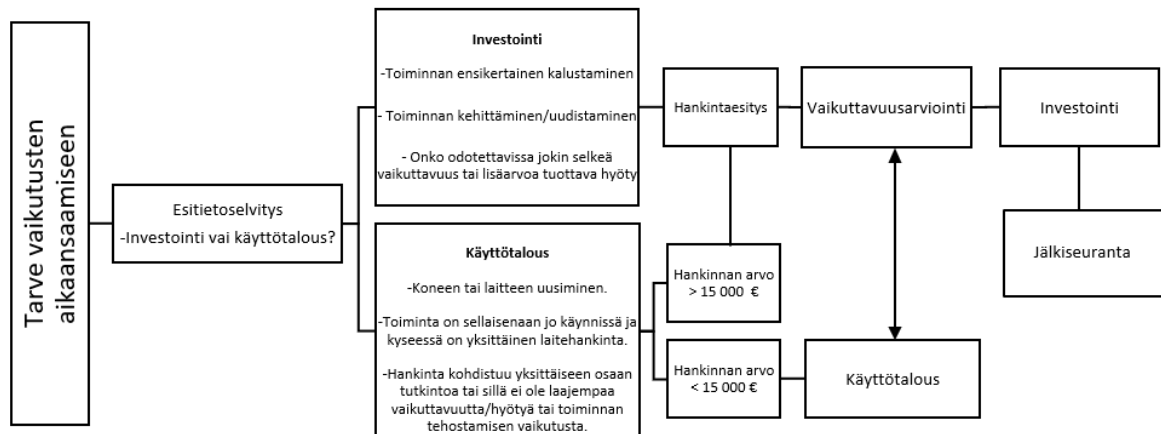 Tarve vaikutusten
aikaansaamiseen
Esitietoselvitys
-Investointi vai käyttötalous?
Investointi
-Toiminnan ensikertainen kalustaminen
- Toiminnan kehittäminen/uudistaminen
- Onko odotettavissa jokin selkeä
vaikuttavuus tai lisäarvoa tuottava hyöty
Käyttötalous
-Koneen tai laitteen uusiminen.
-Toiminta on sellaisenaan jo käynnissä ja
kyseessä on yksittäinen laitehankinta.
-Hankinta kohdistuu yksittäiseen osaan
tutkintoa tai sillä ei ole laajempaa
vaikuttavuutta/hyötyä tai toiminnan
tehostamisen vaikutusta.
Hankintaesitys
Hankinnan arvo
> 15 000 €
Hankinnan arvo
< 15 000 €
Vaikuttavuusarviointi
Käyttötalous
Investointi
Jälkiseuranta